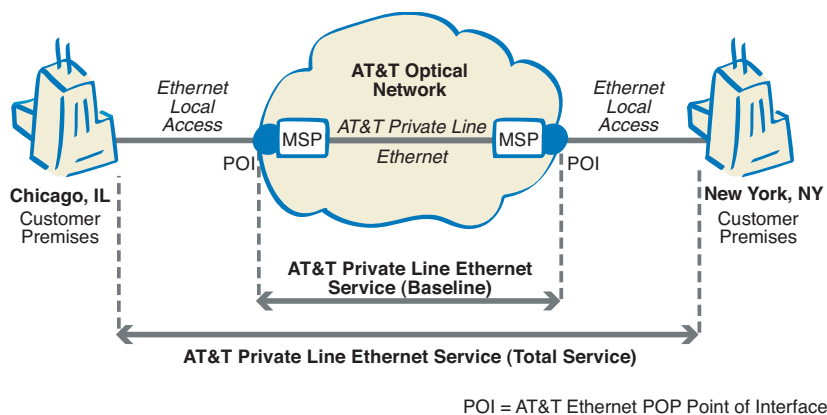 AT&T Optical
Network
Ethernet
Local
Access
Ethernet
Local
Access
MSP
AT&T Private Line
Ethernet
MSP
POI
POI
Chicago, IL
Customer
Premises
New York, NY
Customer
Premises
AT&T Private Line Ethernet
Service (Baseline)
AT&T Private Line Ethernet Service (Total Service)
POI = AT&T Ethernet POP Point of Interface